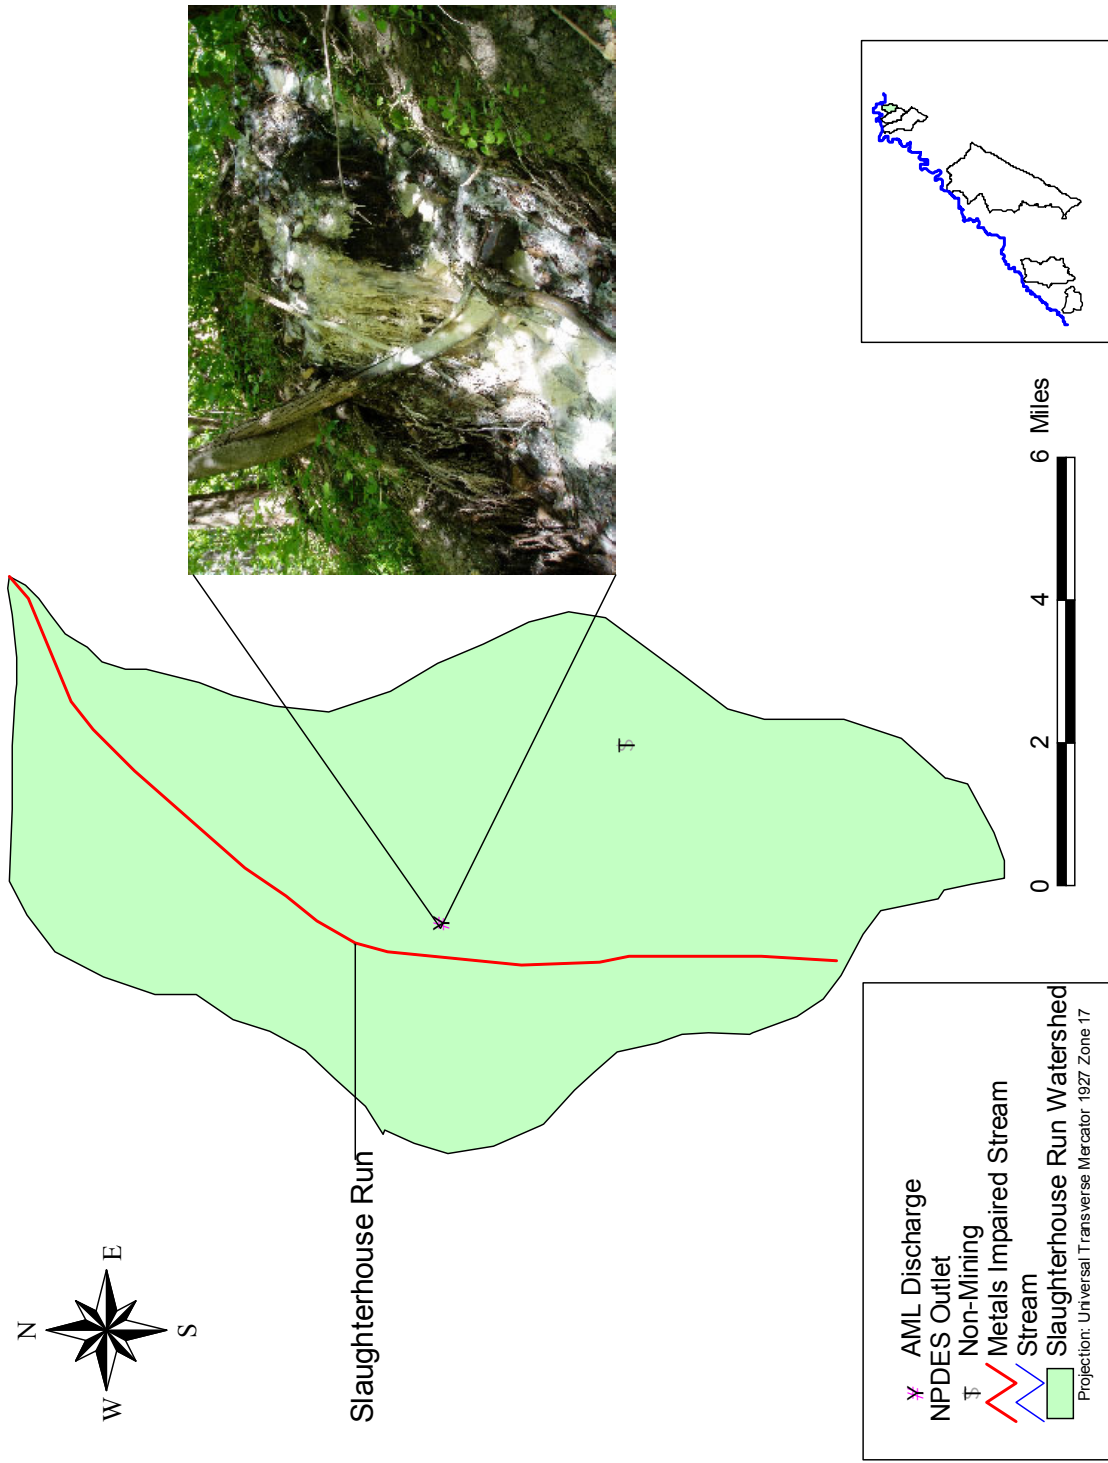 N
W
E
S
Slaughterhouse Run
AML Discharge
NPDES Outlet
Non-Mining
Metals Impaired Stream
Stream
Slaughterhouse Run Watershed
Projection: Universal Transverse Mercator 1927 Zone 17
0 2 4 6 Miles